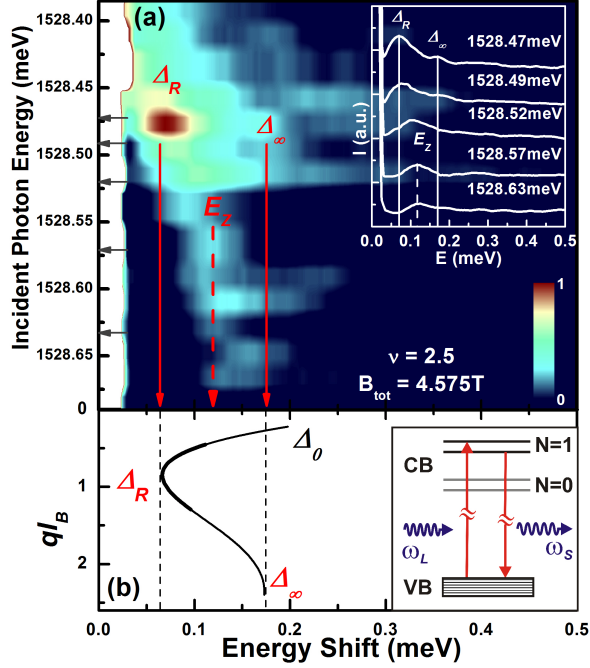 (a)
Incident Photon Energy (meV)
1528.40
1528.45
1528.50
1528.55
1528.60
1528.65
0
Δ_R
Δ_∞
E_Z
ν = 2.5
B_tot = 4.575T
1
0
Δ_R
Δ_∞
1528.47meV
1528.49meV
1528.52meV
E_Z
1528.57meV
1528.63meV
I (a.u.)
0.0 0.1 0.2 0.3 0.4 0.5
E (meV)
(b)
ql_B
1
2
Δ_0
Δ_R
Δ_∞
CB
N=1
N=0
ω_L
ω_S
VB
0.0 0.1 0.2 0.3 0.4 0.5
Energy Shift (meV)